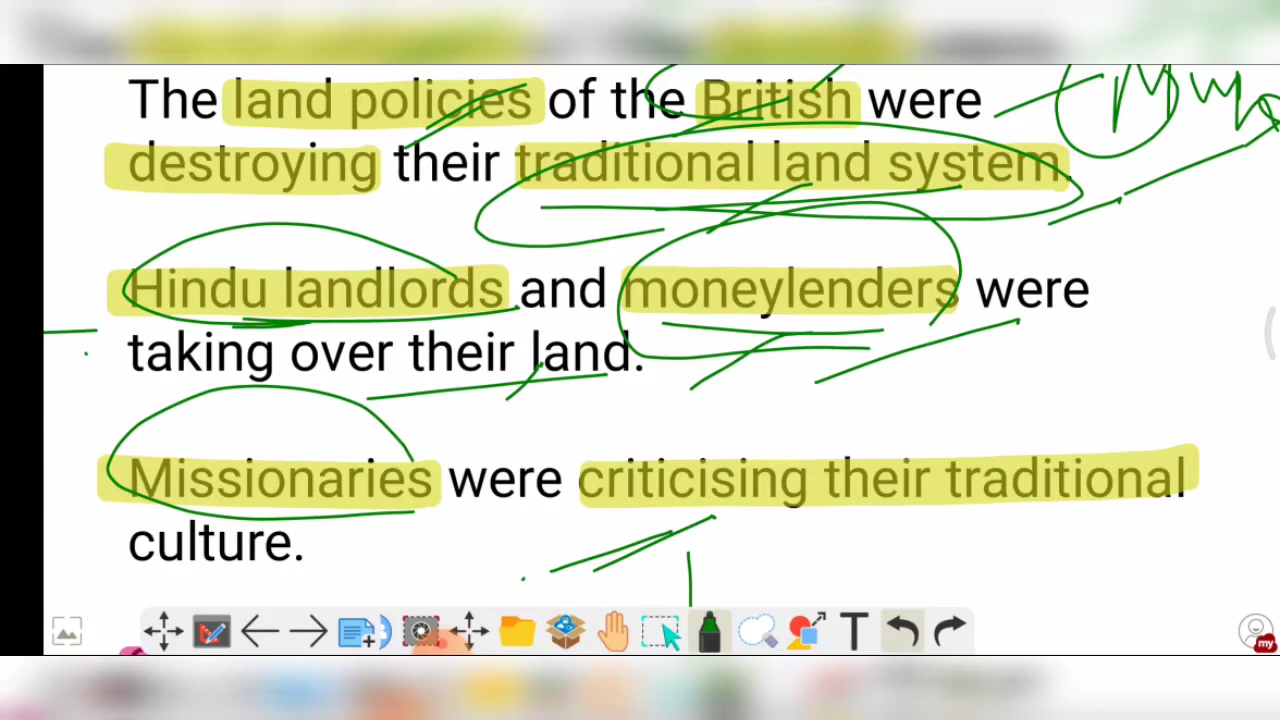 The land policies of the British were
destroying their traditional land system.
Hindu landlords and moneylenders were
taking over their land.
Missionaries were criticising their traditional
culture.
T
my